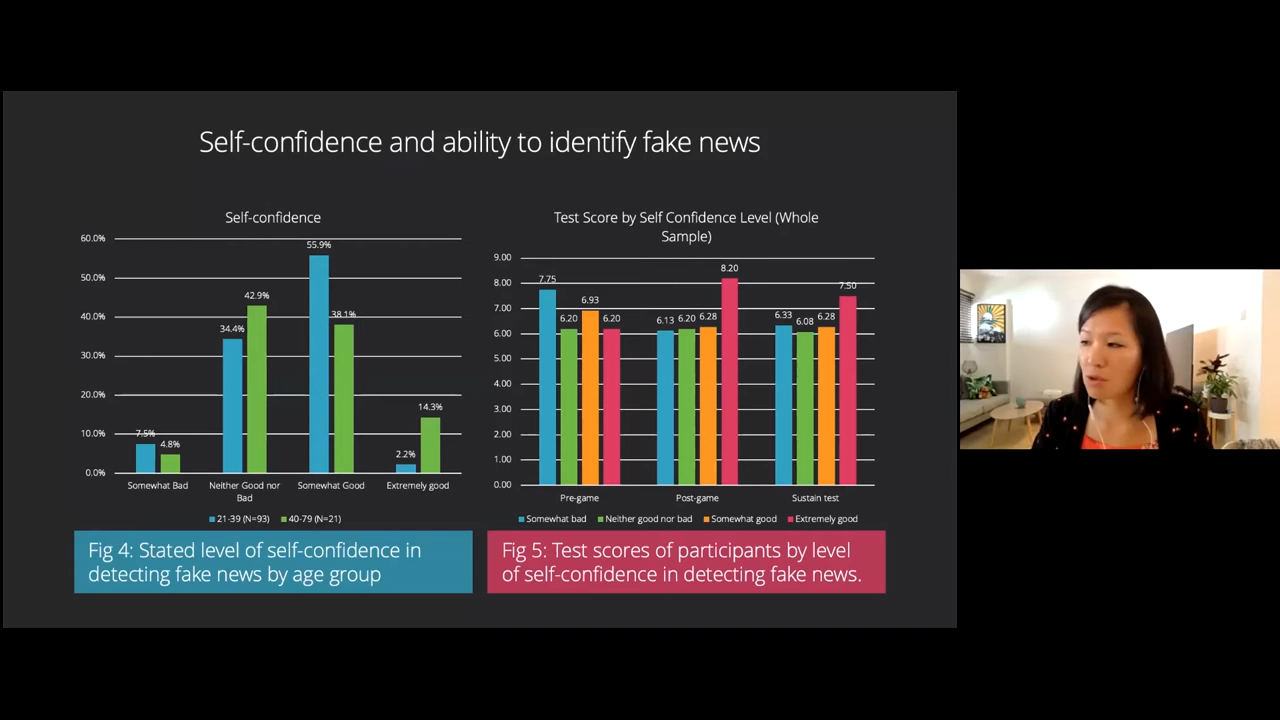 Self-confidence and ability to identify fake news
Self-confidence
60.0%
50.0%
40.0%
30.0%
20.0%
10.0%
0.0%
7.5%
4.8%
34.4%
42.9%
55.9%
38.1%
2.2%
14.3%
Somewhat Bad
Neither Good nor
Bad
Somewhat Good
Extremely good
21-39 (N=93) 40-79 (N=21)
Fig 4: Stated level of self-confidence in
detecting fake news by age group
Test Score by Self Confidence Level (Whole
Sample)
9.00
8.00
7.00
6.00
5.00
4.00
3.00
2.00
1.00
0.00
7.75
6.20
6.93
6.20
6.13
6.20
6.28
8.20
6.33
6.08
6.28
7.50
Pre-game
Post-game
Sustain test
Somewhat bad Neither good nor bad Somewhat good Extremely good
Fig 5: Test scores of participants by level
of self-confidence in detecting fake news.